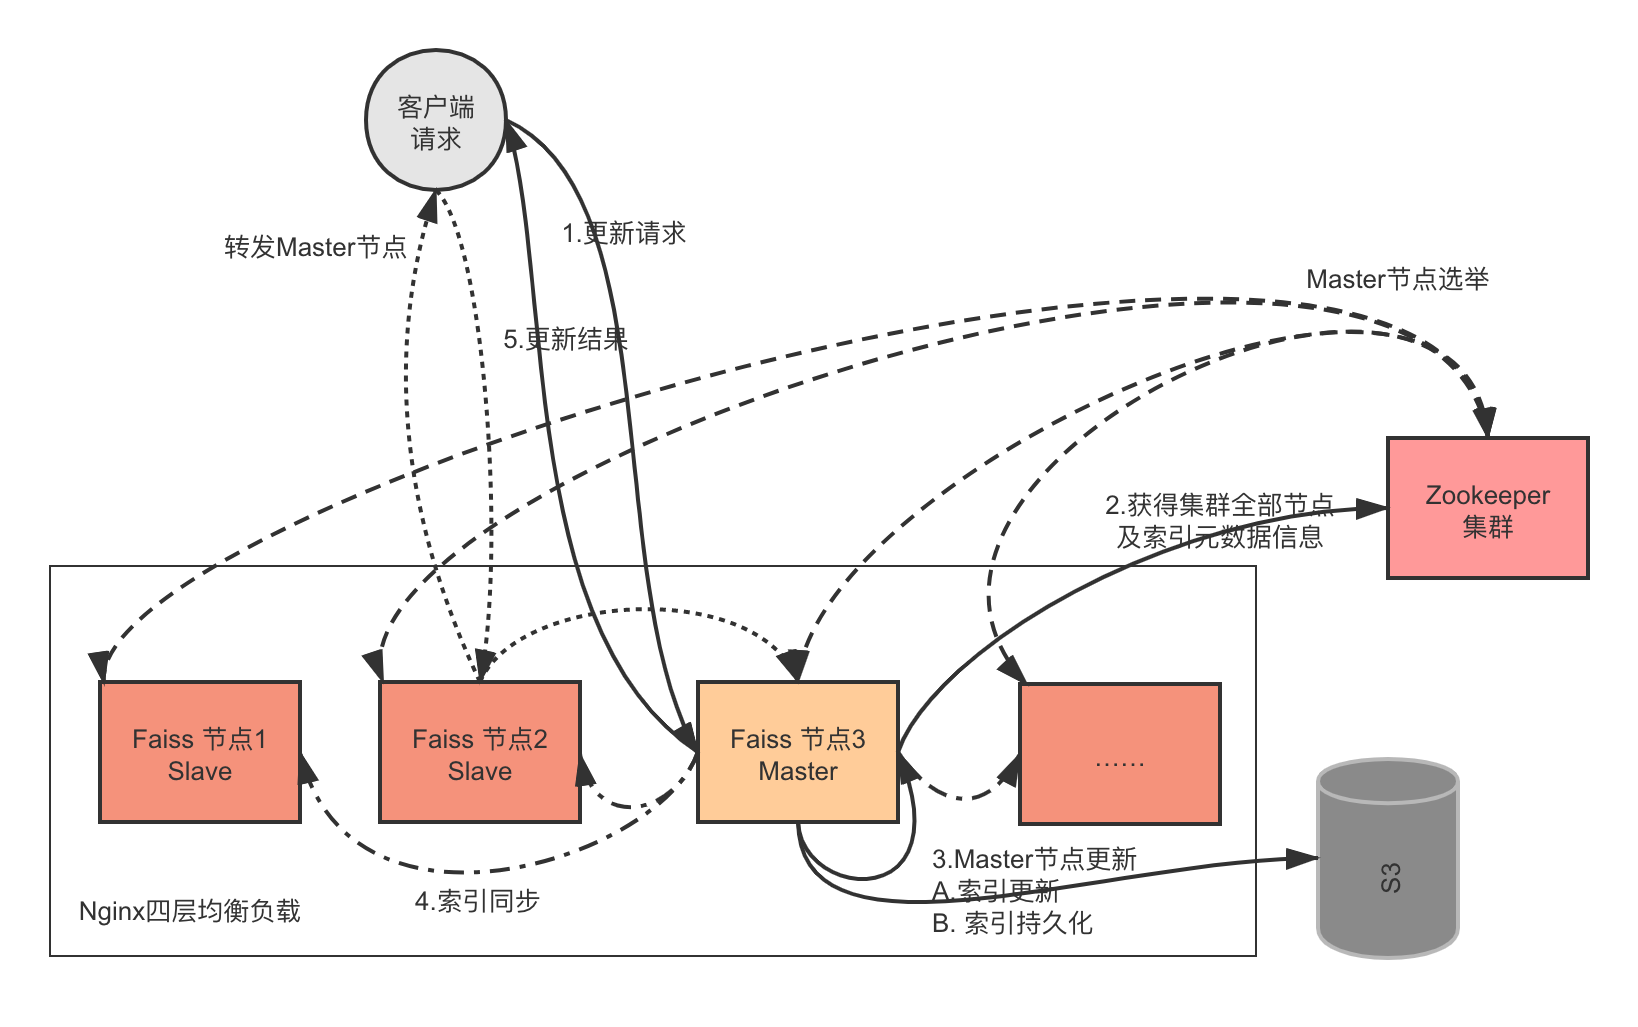 客户端
请求
转发Master节点
1.更新请求
Master节点选举
5.更新结果
2.获得集群全部节点
及索引元数据信息
Zookeeper
集群
Faiss 节点1
Slave
Faiss 节点2
Slave
Faiss 节点3
Master
……
3.Master节点更新
A. 索引更新
B. 索引持久化
S3
4.索引同步
Nginx四层均衡负载